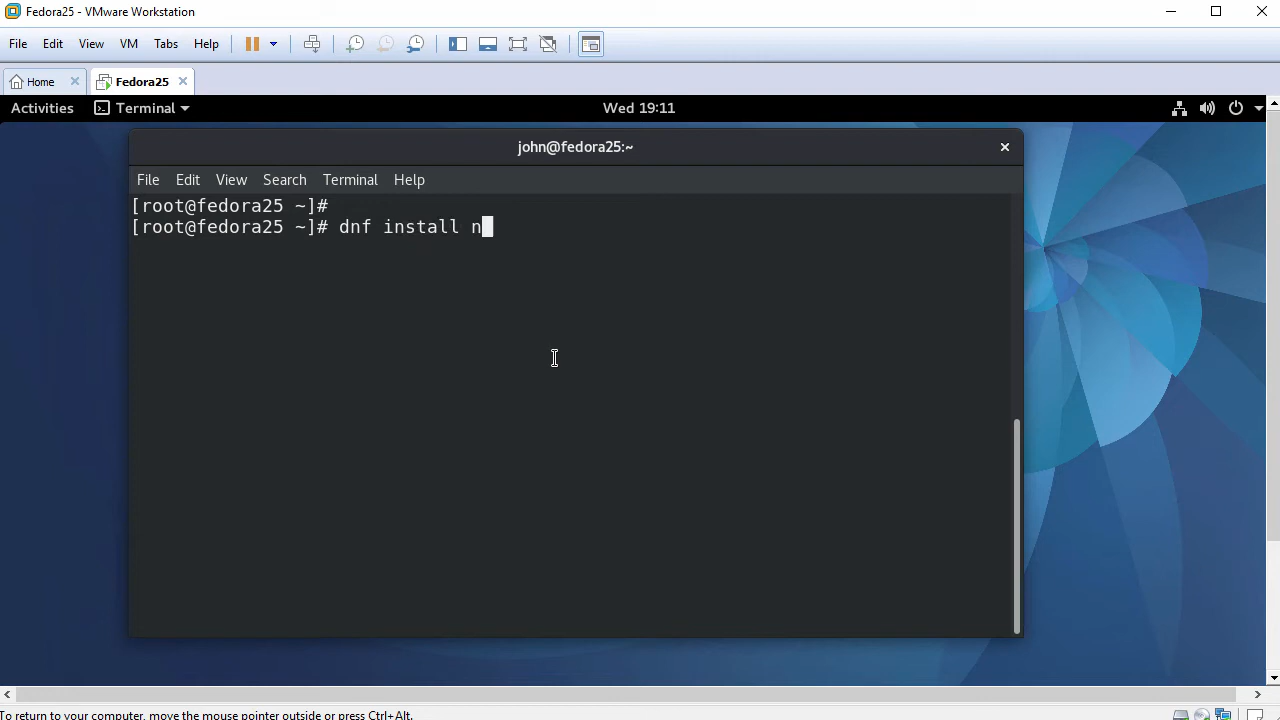 Fedora25 - VMware Workstation
File Edit View VM Tabs Help
Home Fedora25
Activities Terminal Wed 19:11
john@fedora25:~
File Edit View Search Terminal Help
[root@fedora25 ~]#
[root@fedora25 ~]# dnf install n
To return to your computer, move the mouse pointer outside or press Ctrl+Alt.